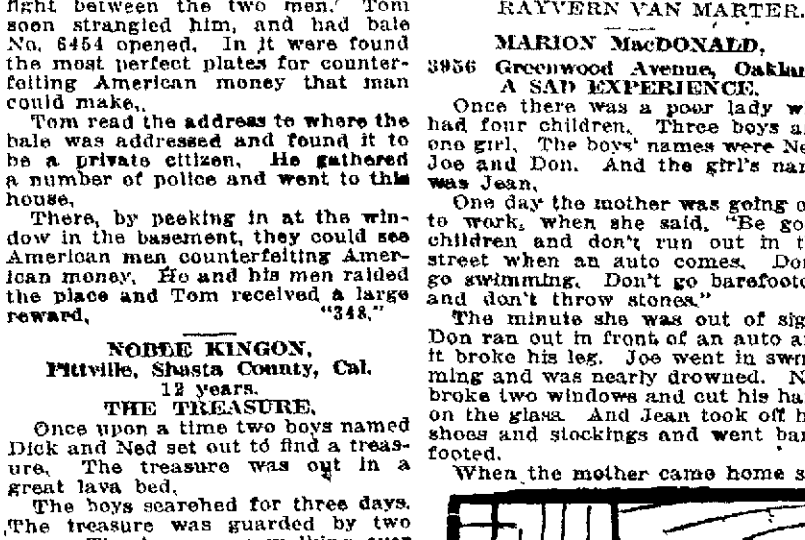 fight between the two men. Tom
soon strangled him, and had bale
No. 6454 opened. In it were found
the most perfect plates for counter-
feiting American money that man
could make,.
Tom read the address to where the
bale was addressed and found it to
be a private citizen. He gathered
a number of police and went to this
house.
There, by peeking in at the win-
dow in the basement, they could see
American men counterfeiting Amer-
ican money. He and his men raided
the place and Tom received a large
reward. "348."
NOBLE KINGON,
Pittville, Shasta County, Cal.
12 years.
THE TREASURE.
Once upon a time two boys named
Dick and Ned set out to find a treas-
ure. The treasure was out in a
great lava bed.
The boys searched for three days.
The treasure was guarded by two
RAYVERN VAN MARTER.
MARION MacDONALD,
3956 Greenwood Avenue, Oaklan
A SAD EXPERIENCE.
Once there was a poor lady w
had four children. Three boys a
one girl. The boys' names were Ne
Joe and Don. And the girl's nam
was Jean.
One day the mother was going o
to work, when she said, "Be go
children and don't run out in t
street when an auto comes. Don
go swimming. Don't go barefoote
and don't throw stones."
The minute she was out of sig
Don ran out in front of an auto a
it broke his leg. Joe went in swim
ming and was nearly drowned. N
broke two windows and cut his ha
on the glass. And Jean took off h
shoes and stockings and went bar
footed.
When the mother came home s